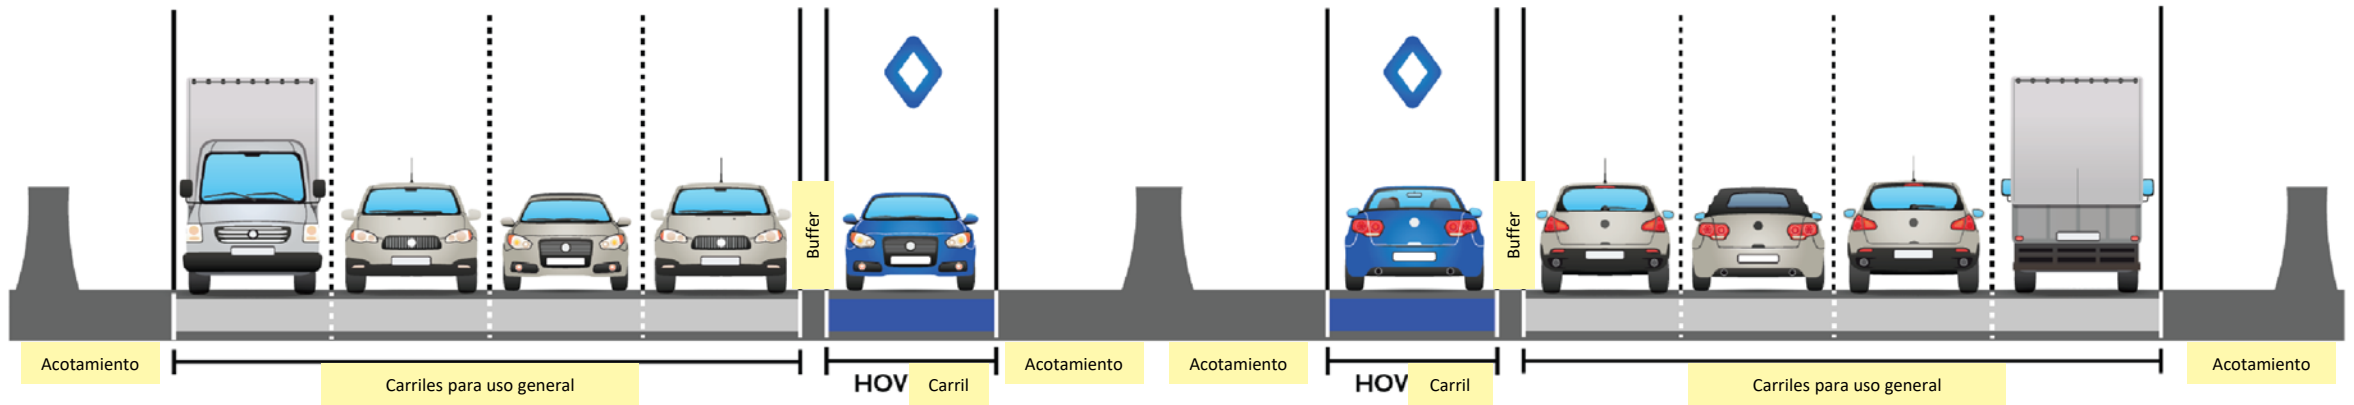 Buffer
Buffer
Acotamiento
Carriles para uso general
HOV Carril
Acotamiento
Acotamiento
HOV Carril
Carriles para uso general
Acotamiento